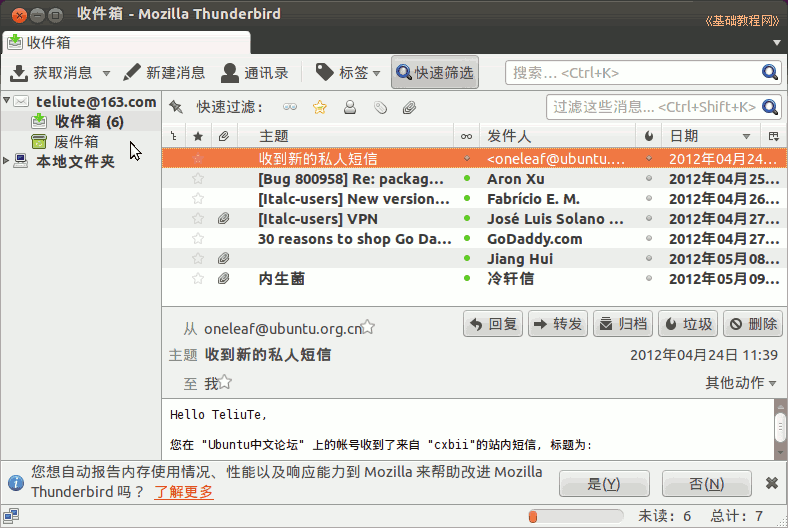 收件箱 - Mozilla Thunderbird
《基础教程网》
收件箱
获取消息 新建消息 通讯录 标签 快速筛选 搜索... <Ctrl+K>
teliute@163.com
收件箱 (6)
废件箱
本地文件夹
快速过滤: 过滤这些消息... <Ctrl+Shift+K>
主题 发件人 日期
收到新的私人短信 <oneleaf@ubuntu.... 2012年04月24...
[Bug 800958] Re: packag... Aron Xu 2012年04月25...
[Italc-users] New version... Fabrício E. M. 2012年04月26...
[Italc-users] VPN José Luis Solano ... 2012年04月27...
30 reasons to shop Go Da... GoDaddy.com 2012年04月27...
Jiang Hui 2012年05月08...
内生菌 冷轩信 2012年05月09...
从 oneleaf@ubuntu.org.cn 回复 转发 归档 垃圾 删除
主题 收到新的私人短信 2012年04月24日 11:39
至 我 其他动作
Hello TeliuTe,
您在 "Ubuntu中文论坛" 上的帐号收到了来自 "cxbii"的站内短信, 标题为:
您想自动报告内存使用情况、性能以及响应能力到 Mozilla 来帮助改进 Mozilla
Thunderbird 吗？ 了解更多 是(Y) 否(N)
未读: 6 总计: 7